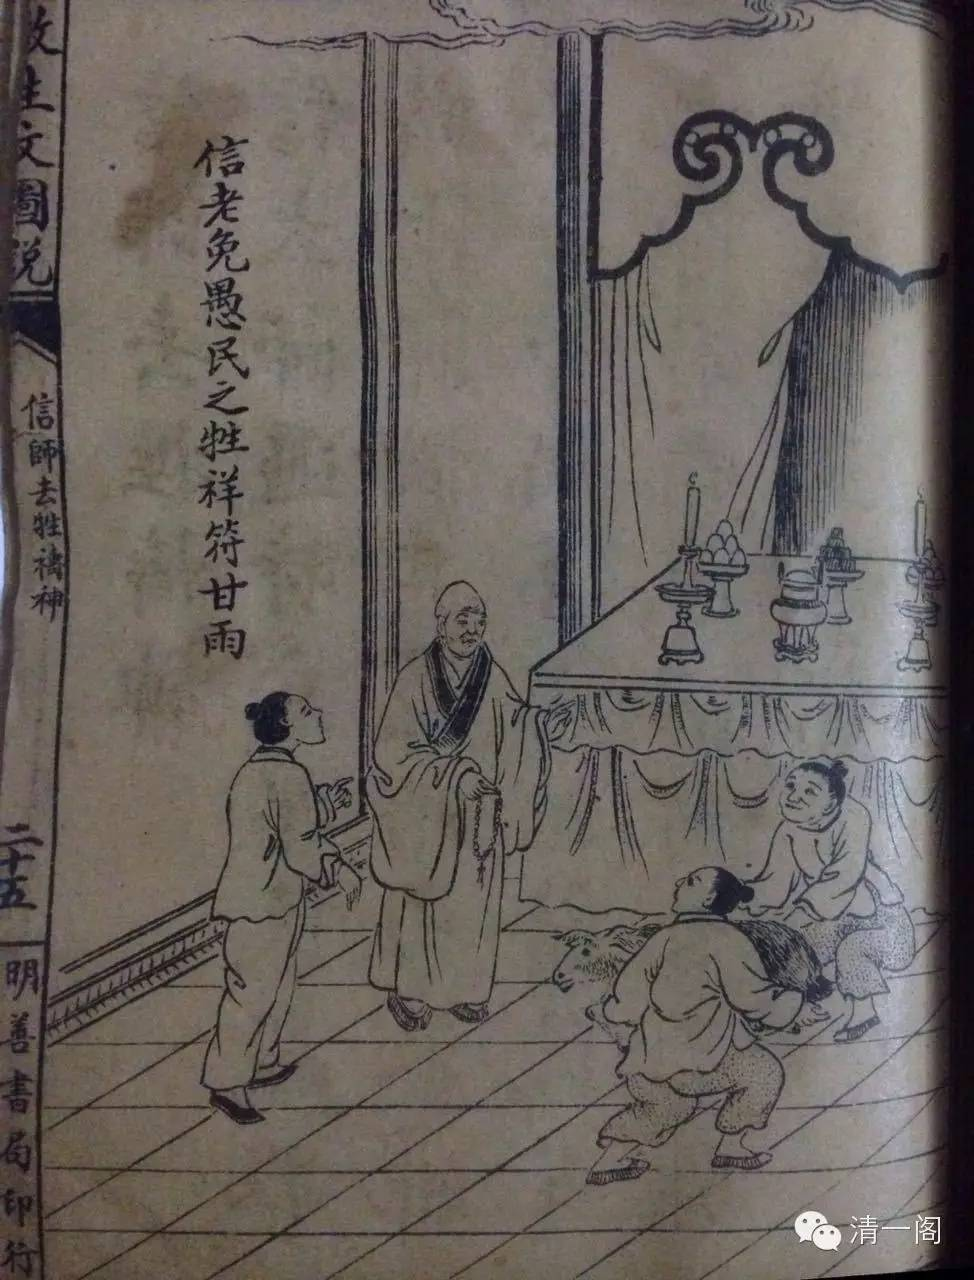 信老免愚民之牲祥符甘雨
放生文圖說
信師去牲禱神
二十五
明善書局印行
清一阁